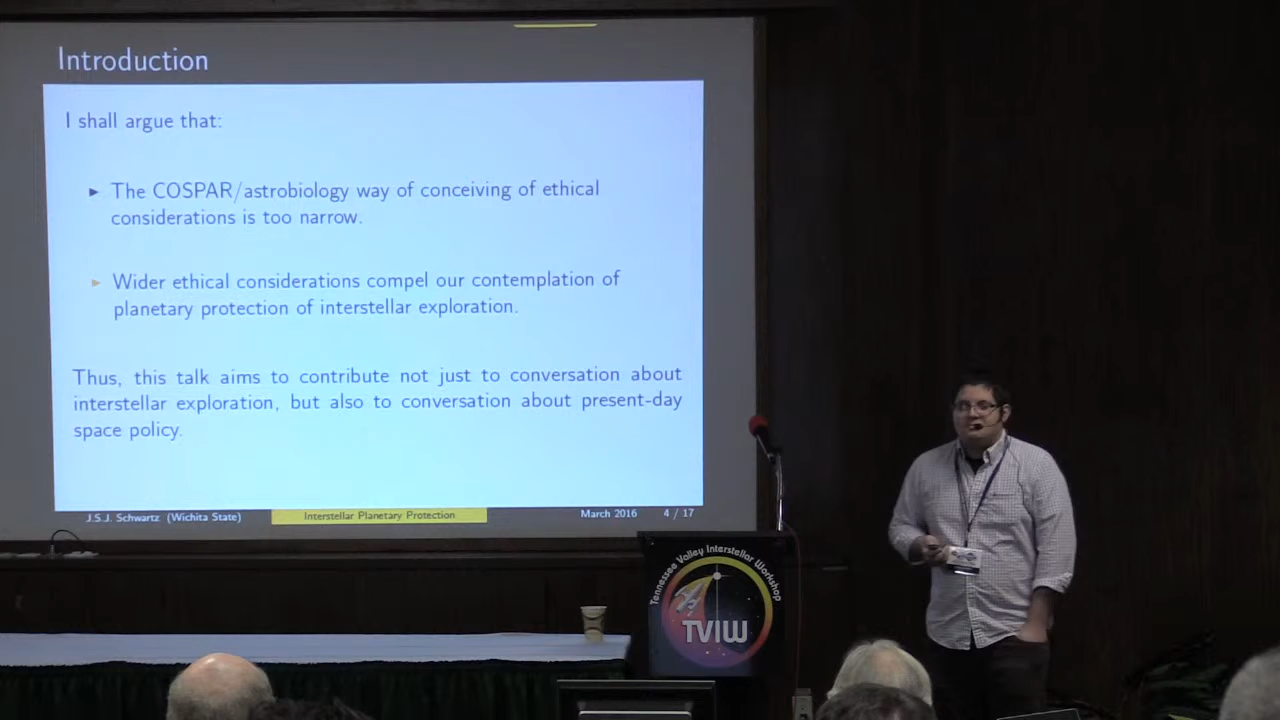 Introduction
I shall argue that:
The COSPAR/astrobiology way of conceiving of ethical
considerations is too narrow.
Wider ethical considerations compel our contemplation of
planetary protection of interstellar exploration.
Thus, this talk aims to contribute not just to conversation about
interstellar exploration, but also to conversation about present-day
space policy.
J.S.J. Schwartz (Wichita State)
Interstellar Planetary Protection
March 2016
4 / 17
Tennessee Valley Interstellar Workshop
TVIW